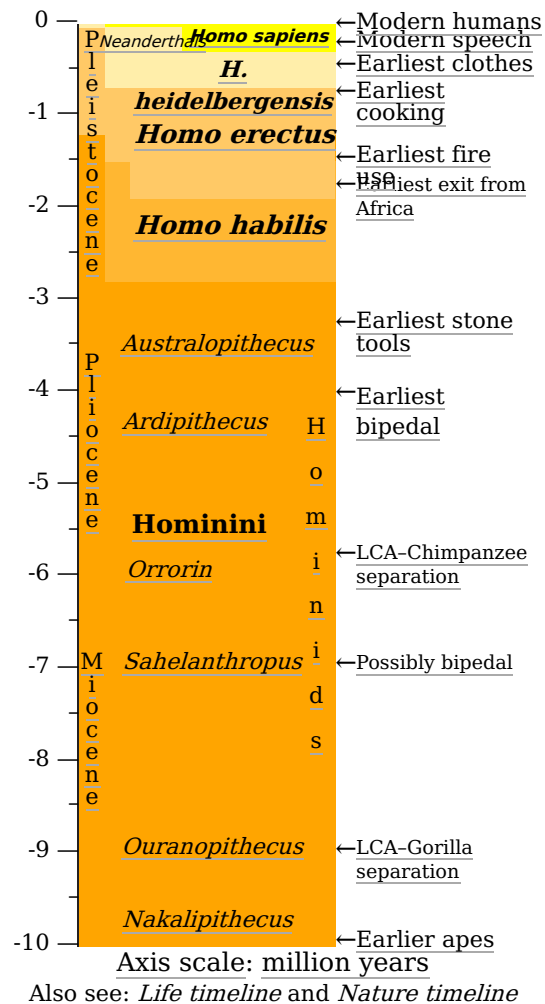 0
-1
-2
-3
-4
-5
-6
-7
-8
-9
-10
Pleistocene
Pliocene
Miocene
Neanderthals
Homo sapiens
H.
heidelbergensis
Homo erectus
Homo habilis
Australopithecus
Ardipithecus
Hominini
Orrorin
Sahelanthropus
Ouranopithecus
Nakalipithecus
Hominids
←Modern humans
←Modern speech
←Earliest clothes
←Earliest
cooking
←Earliest fire
use
←Earliest exit from
Africa
←Earliest stone
tools
←Earliest
bipedal
←LCA–Chimpanzee
separation
←Possibly bipedal
←LCA–Gorilla
separation
←Earlier apes
Axis scale: million years
Also see: Life timeline and Nature timeline